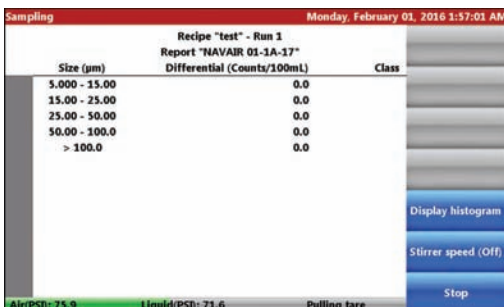 Sampling Monday, February 01, 2016 1:57:01 AM
Recipe "test" - Run 1
Report "NAVAIR 01-1A-17"
Size (µm) Differential (Counts/100mL) Class
5.000 - 15.00 0.0
15.00 - 25.00 0.0
25.00 - 50.00 0.0
50.00 - 100.0 0.0
> 100.0 0.0
Display histogram
Stirrer speed (Off)
Stop
Air(PSI): 75.9 Liquid(PSI): 71.6 Pulling tare